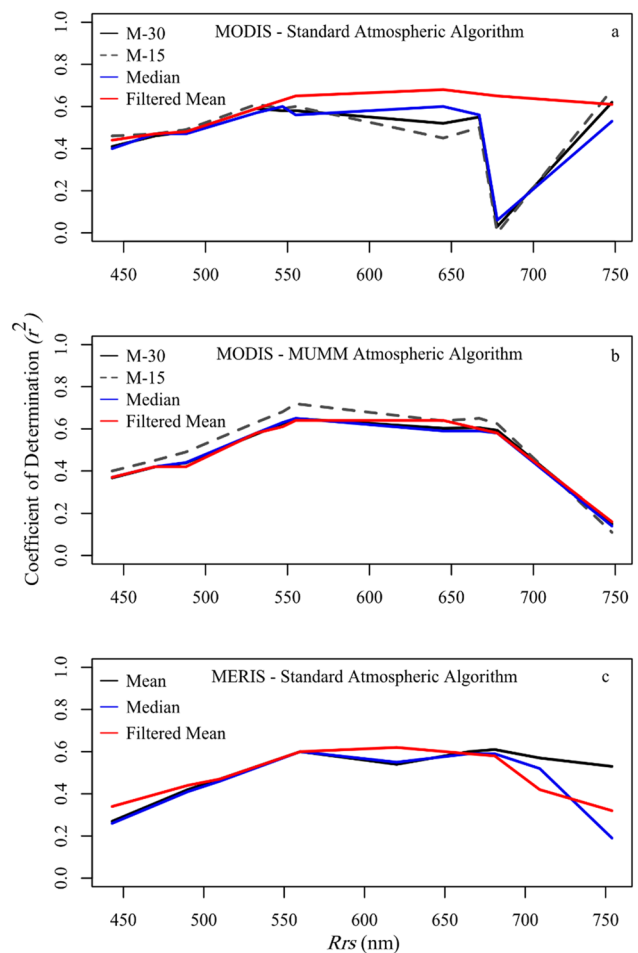 MODIS - Standard Atmospheric Algorithm
a
M-30
M-15
Median
Filtered Mean
0.0 0.2 0.4 0.6 0.8 1.0
450 500 550 600 650 700 750
MODIS - MUMM Atmospheric Algorithm
b
M-30
M-15
Median
Filtered Mean
0.0 0.2 0.4 0.6 0.8 1.0
450 500 550 600 650 700 750
Coefficient of Determination (r²)
MERIS - Standard Atmospheric Algorithm
c
Mean
Median
Filtered Mean
0.0 0.2 0.4 0.6 0.8 1.0
450 500 550 600 650 700 750
Rrs (nm)